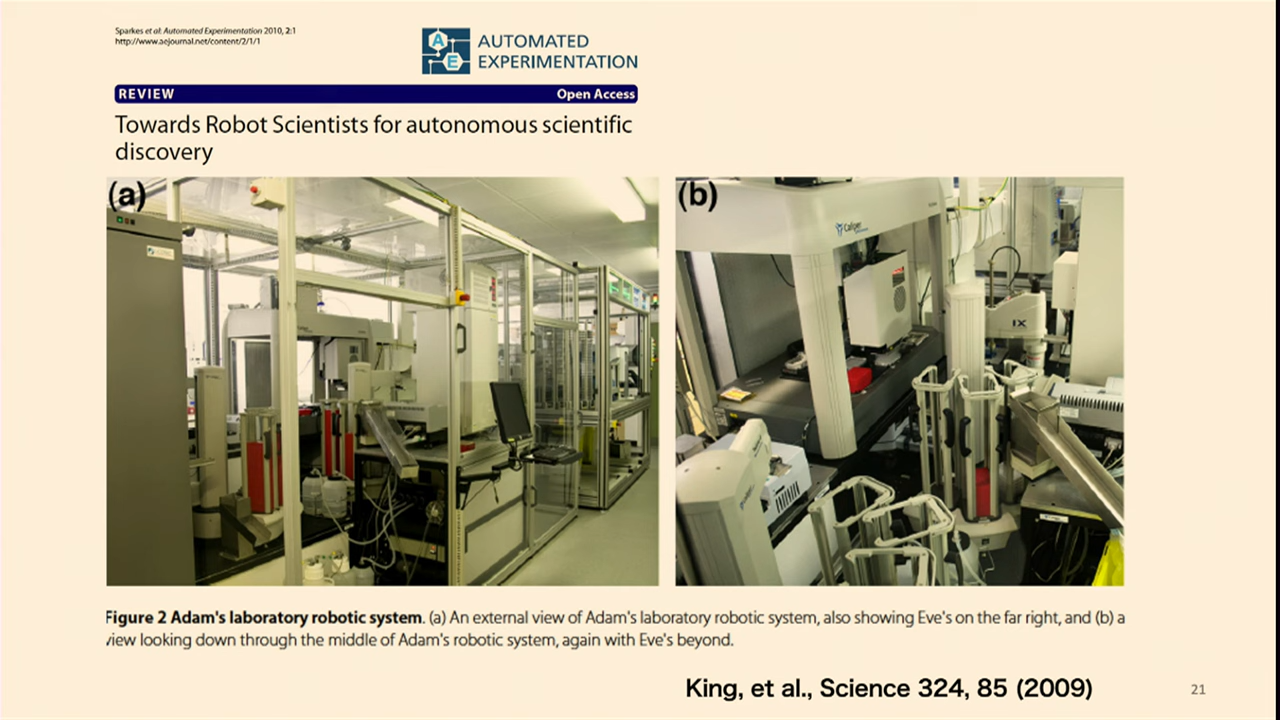 Sparkes et al. Automated Experimentation 2010, 2:1
http://www.aejournal.net/content/2/1/1
A
E
AUTOMATED
EXPERIMENTATION
REVIEW
Open Access
Towards Robot Scientists for autonomous scientific
discovery
(a)
(b)
Caliper
IX
Figure 2 Adam's laboratory robotic system. (a) An external view of Adam's laboratory robotic system, also showing Eve's on the far right, and (b) a
view looking down through the middle of Adam's robotic system, again with Eve's beyond.
King, et al., Science 324, 85 (2009)
21